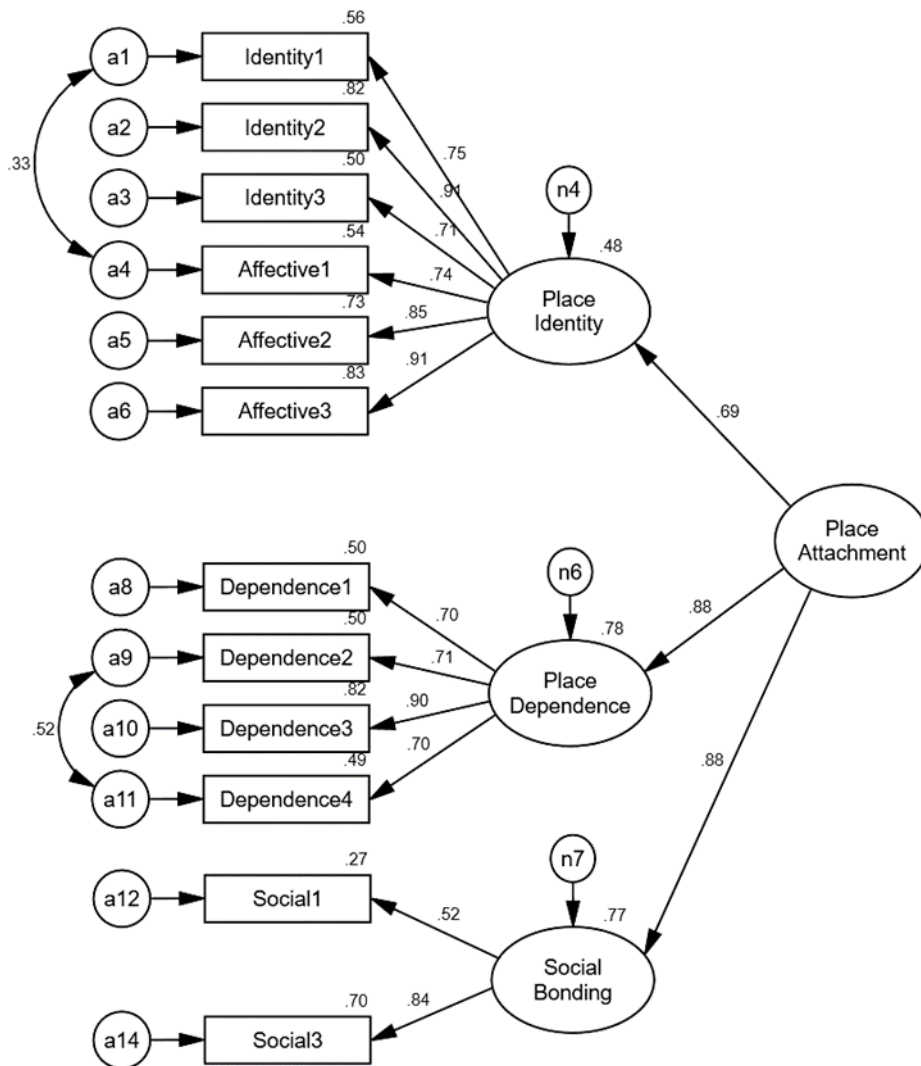 .56
a1
Identity1
.82
a2
Identity2
.75
.50
.91
n4
.33
a3
Identity3
.71
.54
.48
a4
Affective1
.74
Place
Identity
.73
.85
a5
Affective2
.83
.91
a6
Affective3
.69
Place
Attachment
.50
n6
a8
Dependence1
.88
.50
.70
.78
a9
Dependence2
.71
.82
Place
Dependence
.52
a10
Dependence3
.90
.49
.70
.88
a11
Dependence4
.27
n7
a12
Social1
.52
.77
Social
Bonding
.70
.84
a14
Social3